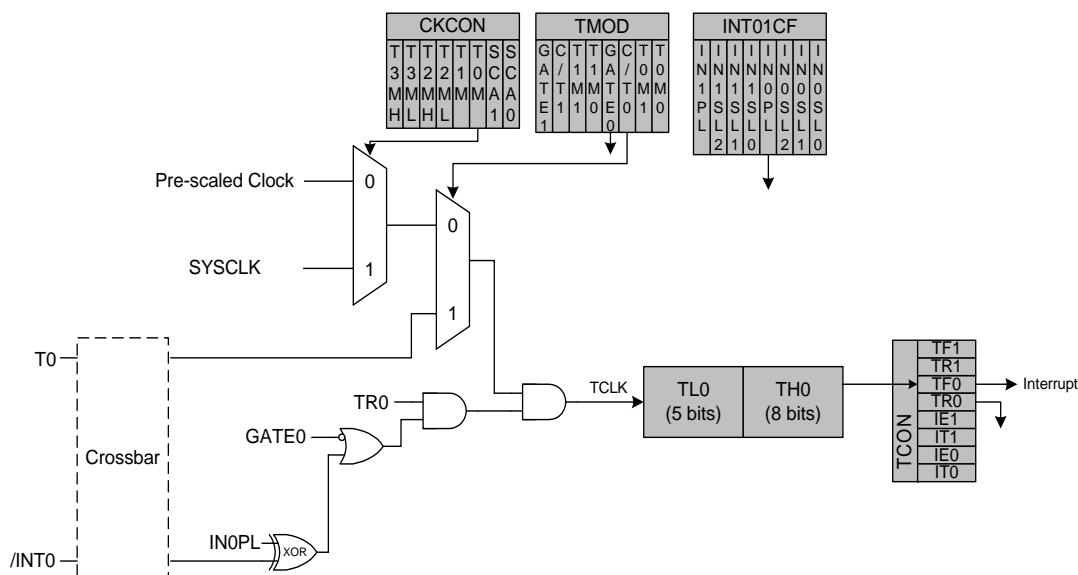 CKCON
T3MH
T3ML
T2MH
T2ML
T1M
T0M
SCA1
SCA0
TMOD
GATE1
C/T1
T1M1
T1M0
GATE0
C/T0
T0M1
T0M0
INT01CF
IN1PL
IN1SL2
IN1SL1
IN1SL0
IN0PL
IN0SL2
IN0SL1
IN0SL0
Pre-scaled Clock
0
SYSCLK
1
0
1
T0
Crossbar
/INT0
TR0
GATE0
IN0PL
XOR
TCLK
TL0
(5 bits)
TH0
(8 bits)
TCON
TF1
TR1
TF0
TR0
IE1
IT1
IE0
IT0
Interrupt